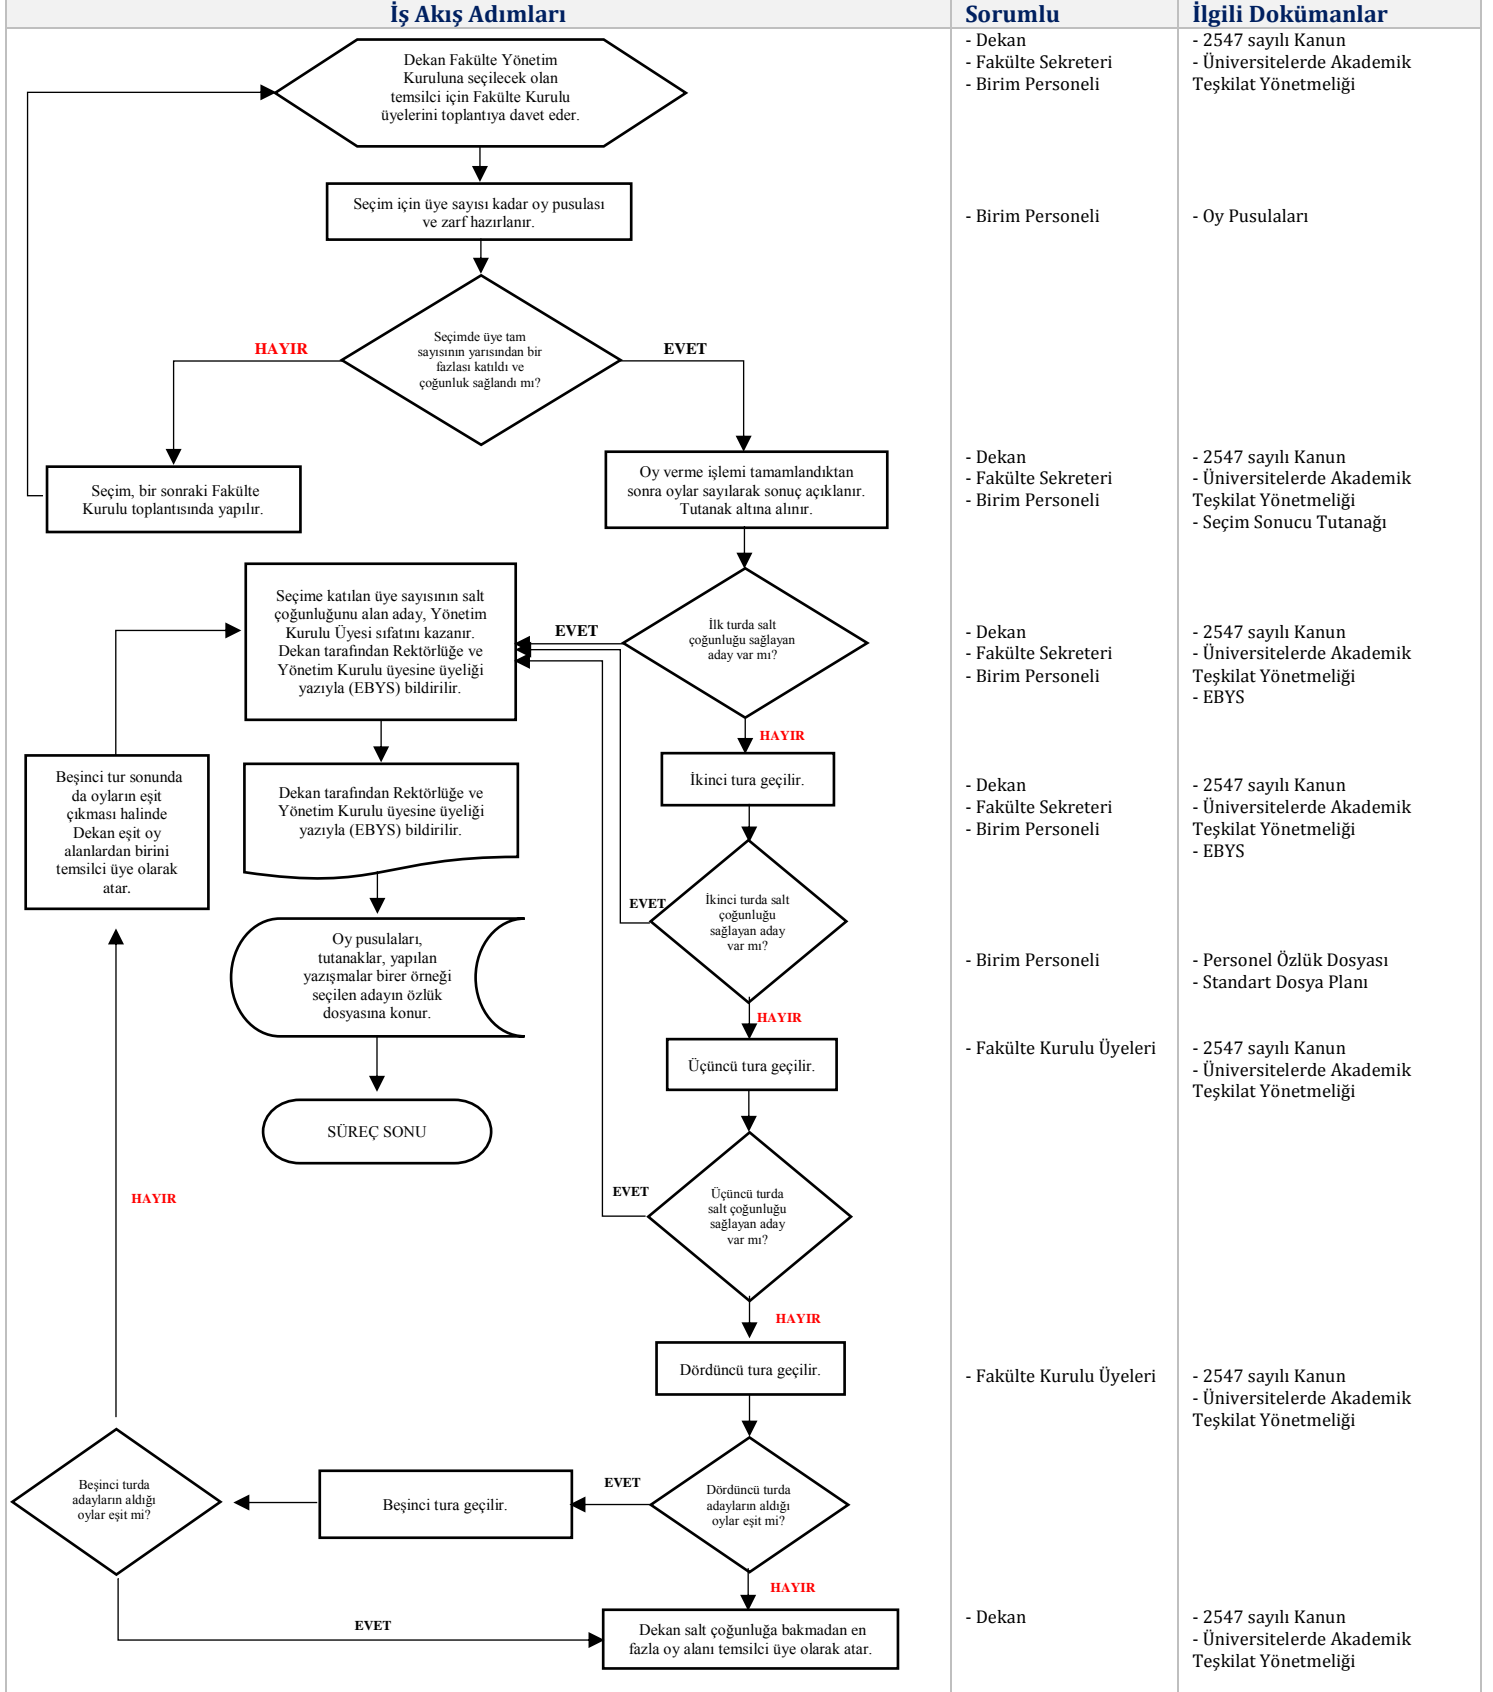 İş Akış Adımları
Sorumlu
İlgili Dokümanlar
Dekan Fakülte Yönetim
Kuruluna seçilecek olan
temsilci için Fakülte Kurulu
üyelerini toplantıya davet eder.
- Dekan
- Fakülte Sekreteri
- Birim Personeli
- 2547 sayılı Kanun
- Üniversitelerde Akademik
Teşkilat Yönetmeliği
Seçim için üye sayısı kadar oy pusulası
ve zarf hazırlanır.
- Birim Personeli
- Oy Pusulaları
Seçimde üye tam
sayısının yarısından bir
fazlası katıldı ve
çoğunluk sağlandı mı?
HAYIR
EVET
Seçim, bir sonraki Fakülte
Kurulu toplantısında yapılır.
Oy verme işlemi tamamlandıktan
sonra oylar sayılarak sonuç açıklanır.
Tutanak altına alınır.
- Dekan
- Fakülte Sekreteri
- Birim Personeli
- 2547 sayılı Kanun
- Üniversitelerde Akademik
Teşkilat Yönetmeliği
- Seçim Sonucu Tutanağı
Seçime katılan üye sayısının salt
çoğunluğunu alan aday, Yönetim
Kurulu Üyesi sıfatını kazanır.
Dekan tarafından Rektörlüğe ve
Yönetim Kurulu üyesine üyeliği
yazıyla (EBYS) bildirilir.
EVET
İlk turda salt
çoğunluğu sağlayan
aday var mı?
- Dekan
- Fakülte Sekreteri
- Birim Personeli
- 2547 sayılı Kanun
- Üniversitelerde Akademik
Teşkilat Yönetmeliği
- EBYS
HAYIR
Beşinci tur sonunda
da oyların eşit
çıkması halinde
Dekan eşit oy
alanlardan birini
temsilci üye olarak
atar.
Dekan tarafından Rektörlüğe ve
Yönetim Kurulu üyesine üyeliği
yazıyla (EBYS) bildirilir.
İkinci tura geçilir.
- Dekan
- Fakülte Sekreteri
- Birim Personeli
- 2547 sayılı Kanun
- Üniversitelerde Akademik
Teşkilat Yönetmeliği
- EBYS
EVET
İkinci turda salt
çoğunluğu
sağlayan aday
var mı?
Oy pusulaları,
tutanaklar, yapılan
yazışmalar birer örneği
seçilen adayın özlük
dosyasına konur.
- Birim Personeli
- Personel Özlük Dosyası
- Standart Dosya Planı
HAYIR
Üçüncü tura geçilir.
- Fakülte Kurulu Üyeleri
- 2547 sayılı Kanun
- Üniversitelerde Akademik
Teşkilat Yönetmeliği
SÜREÇ SONU
HAYIR
EVET
Üçüncü turda
salt çoğunluğu
sağlayan aday
var mı?
HAYIR
Dördüncü tura geçilir.
- Fakülte Kurulu Üyeleri
- 2547 sayılı Kanun
- Üniversitelerde Akademik
Teşkilat Yönetmeliği
Beşinci turda
adayların aldığı
oylar eşit mi?
Beşinci tura geçilir.
EVET
Dördüncü turda
adayların aldığı
oylar eşit mi?
HAYIR
EVET
Dekan salt çoğunluğa bakmadan en
fazla oy alanı temsilci üye olarak atar.
- Dekan
- 2547 sayılı Kanun
- Üniversitelerde Akademik
Teşkilat Yönetmeliği